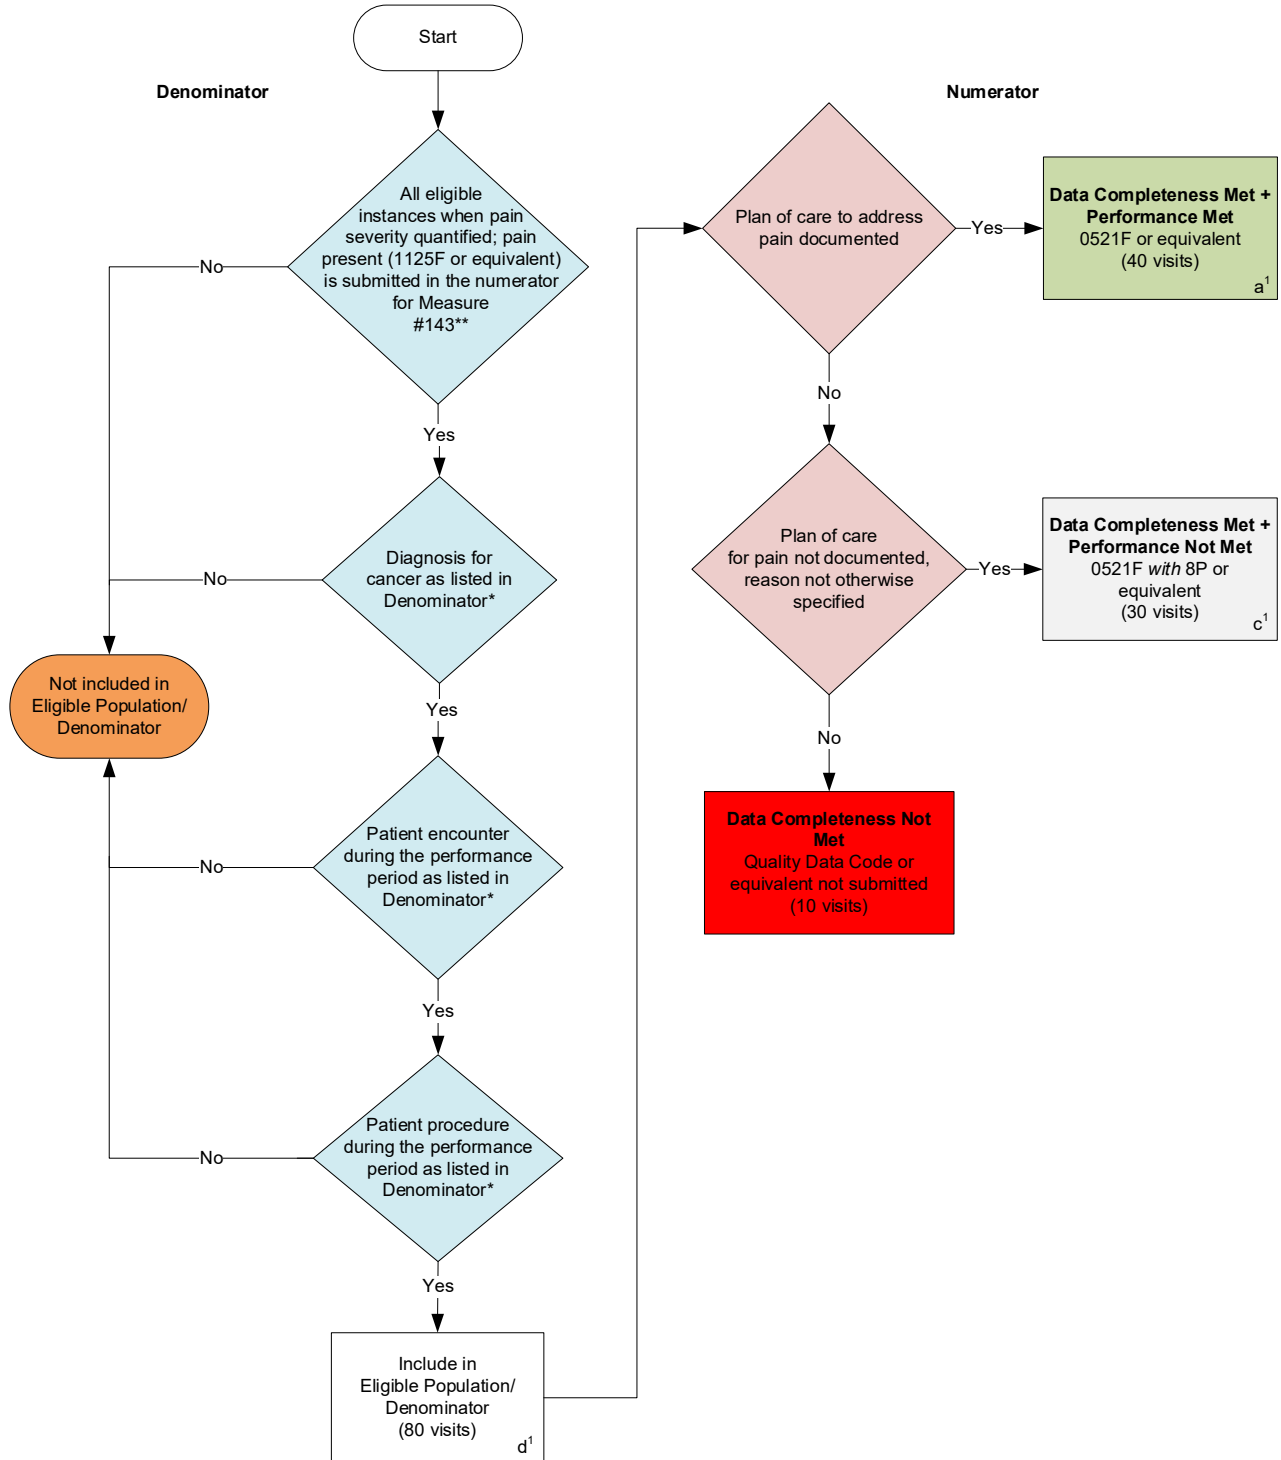 Start
Denominator
All eligible
instances when pain
severity quantified; pain
present (1125F or equivalent)
is submitted in the numerator
for Measure
#143**
No
Yes
Diagnosis for
cancer as listed in
Denominator*
No
Not included in
Eligible Population/
Denominator
Yes
Patient encounter
during the performance
period as listed in
Denominator*
No
Yes
Patient procedure
during the performance
period as listed in
Denominator*
No
Yes
Include in
Eligible Population/
Denominator
(80 visits)
d¹
Numerator
Plan of care to address
pain documented
Yes
Data Completeness Met +
Performance Met
0521F or equivalent
(40 visits)
a¹
No
Plan of care
for pain not documented,
reason not otherwise
specified
Yes
Data Completeness Met +
Performance Not Met
0521F with 8P or
equivalent
(30 visits)
c¹
No
Data Completeness Not
Met
Quality Data Code or
equivalent not submitted
(10 visits)